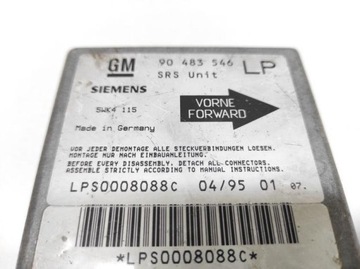 GM 90 483 546 LP
SRS Unit
SIEMENS
5WK4 115
VORNE
FORWARD
Made in Germany
VOR JEDER DEMONTAGE ALLE STECKVERBINDUNGEN LOESEN.
MONTAGE NUR NACH EINBAUANLEITUNG.
BEFORE EVERY DISASSEMBLY, DETACH ALL CONNECTORS.
ASSEMBLE STRICTLY ACCORDING TO MANUAL INSTRUCTIONS.
LPS0008088C 04/95 01 07.
*LPS0008088C*